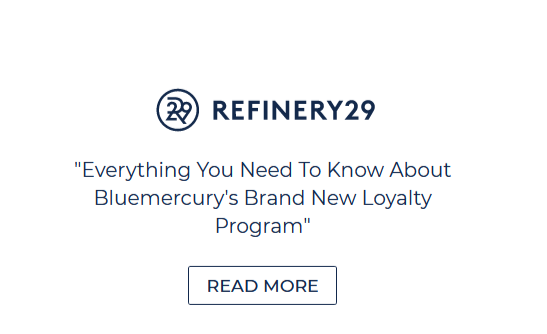 R29
REFINERY29
"Everything You Need To Know About
Bluemercury's Brand New Loyalty
Program"
READ MORE